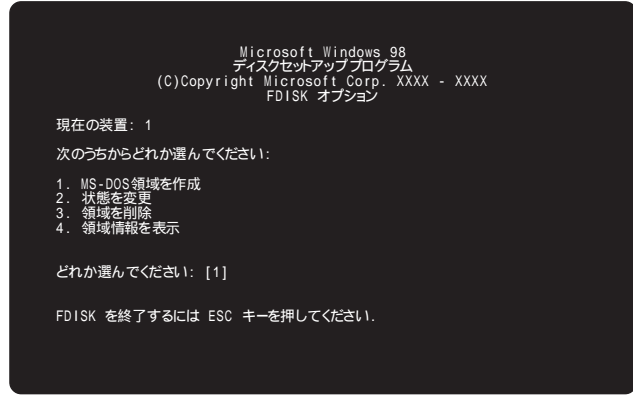 Microsoft Windows 98
ディスクセットアッププログラム
(C)Copyright Microsoft Corp. XXXX - XXXX
FDISK オプション
現在の装置: 1
次のうちからどれか選んでください:
1. MS-DOS領域を作成
2. 状態を変更
3. 領域を削除
4. 領域情報を表示
どれか選んでください: [1]
FDISK を終了するには ESC キーを押してください.